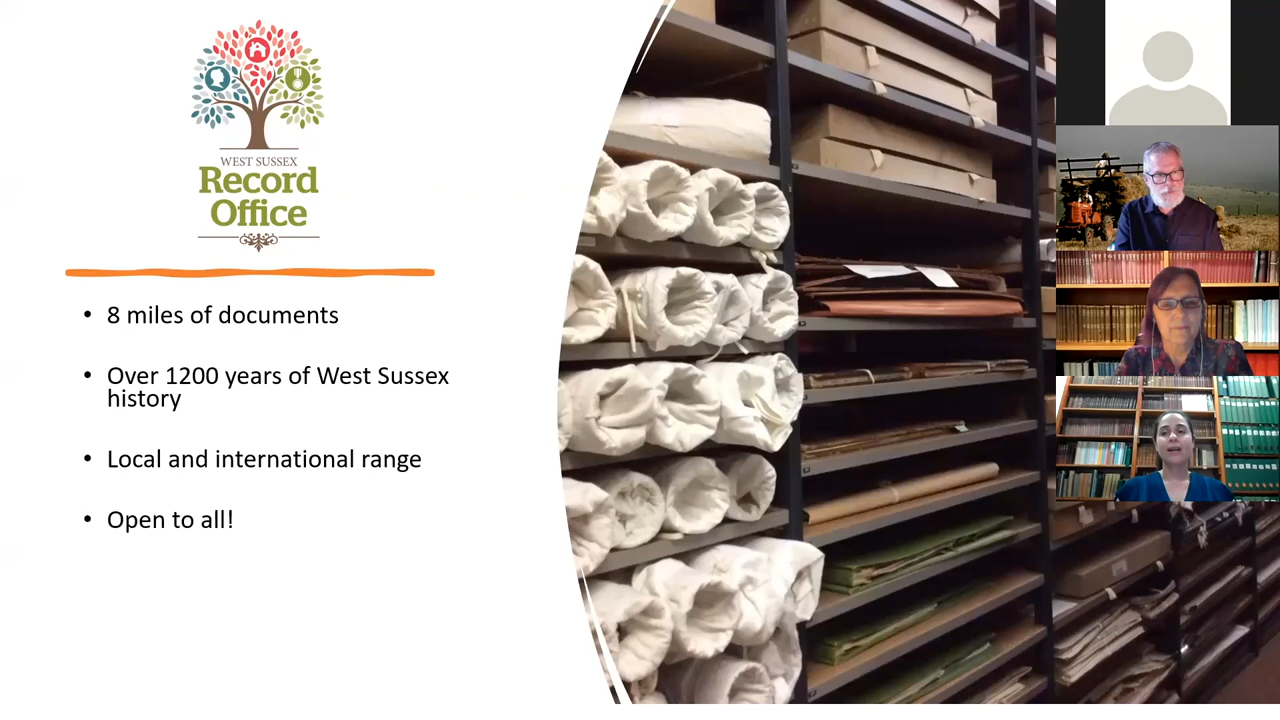 WEST SUSSEX
Record
Office
• 8 miles of documents
• Over 1200 years of West Sussex
history
• Local and international range
• Open to all!